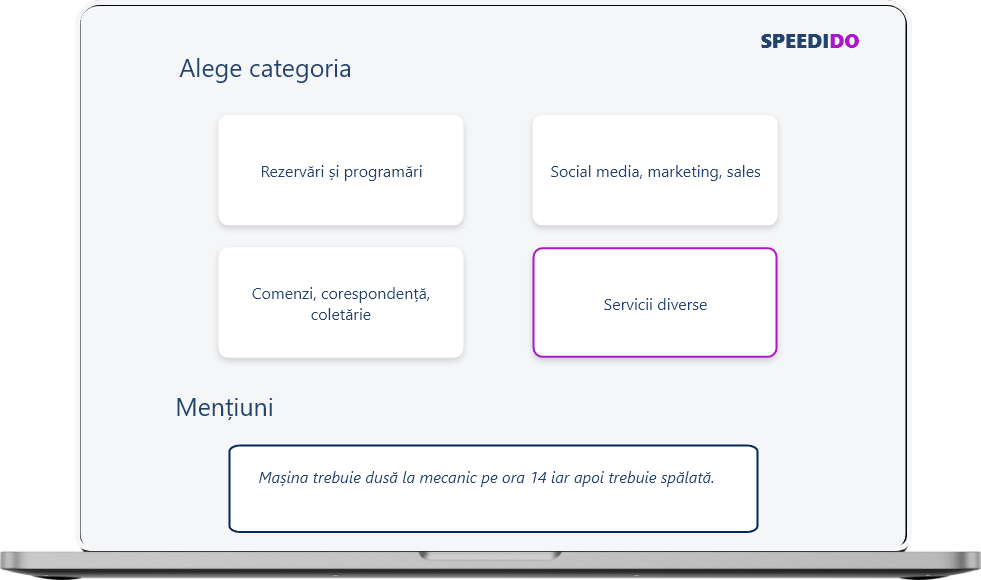 SPEEDIDO
Alege categoria
Rezervări și programări
Social media, marketing, sales
Comenzi, corespondență,
coletărie
Servicii diverse
Mențiuni
Mașina trebuie dusă la mecanic pe ora 14 iar apoi trebuie spălată.